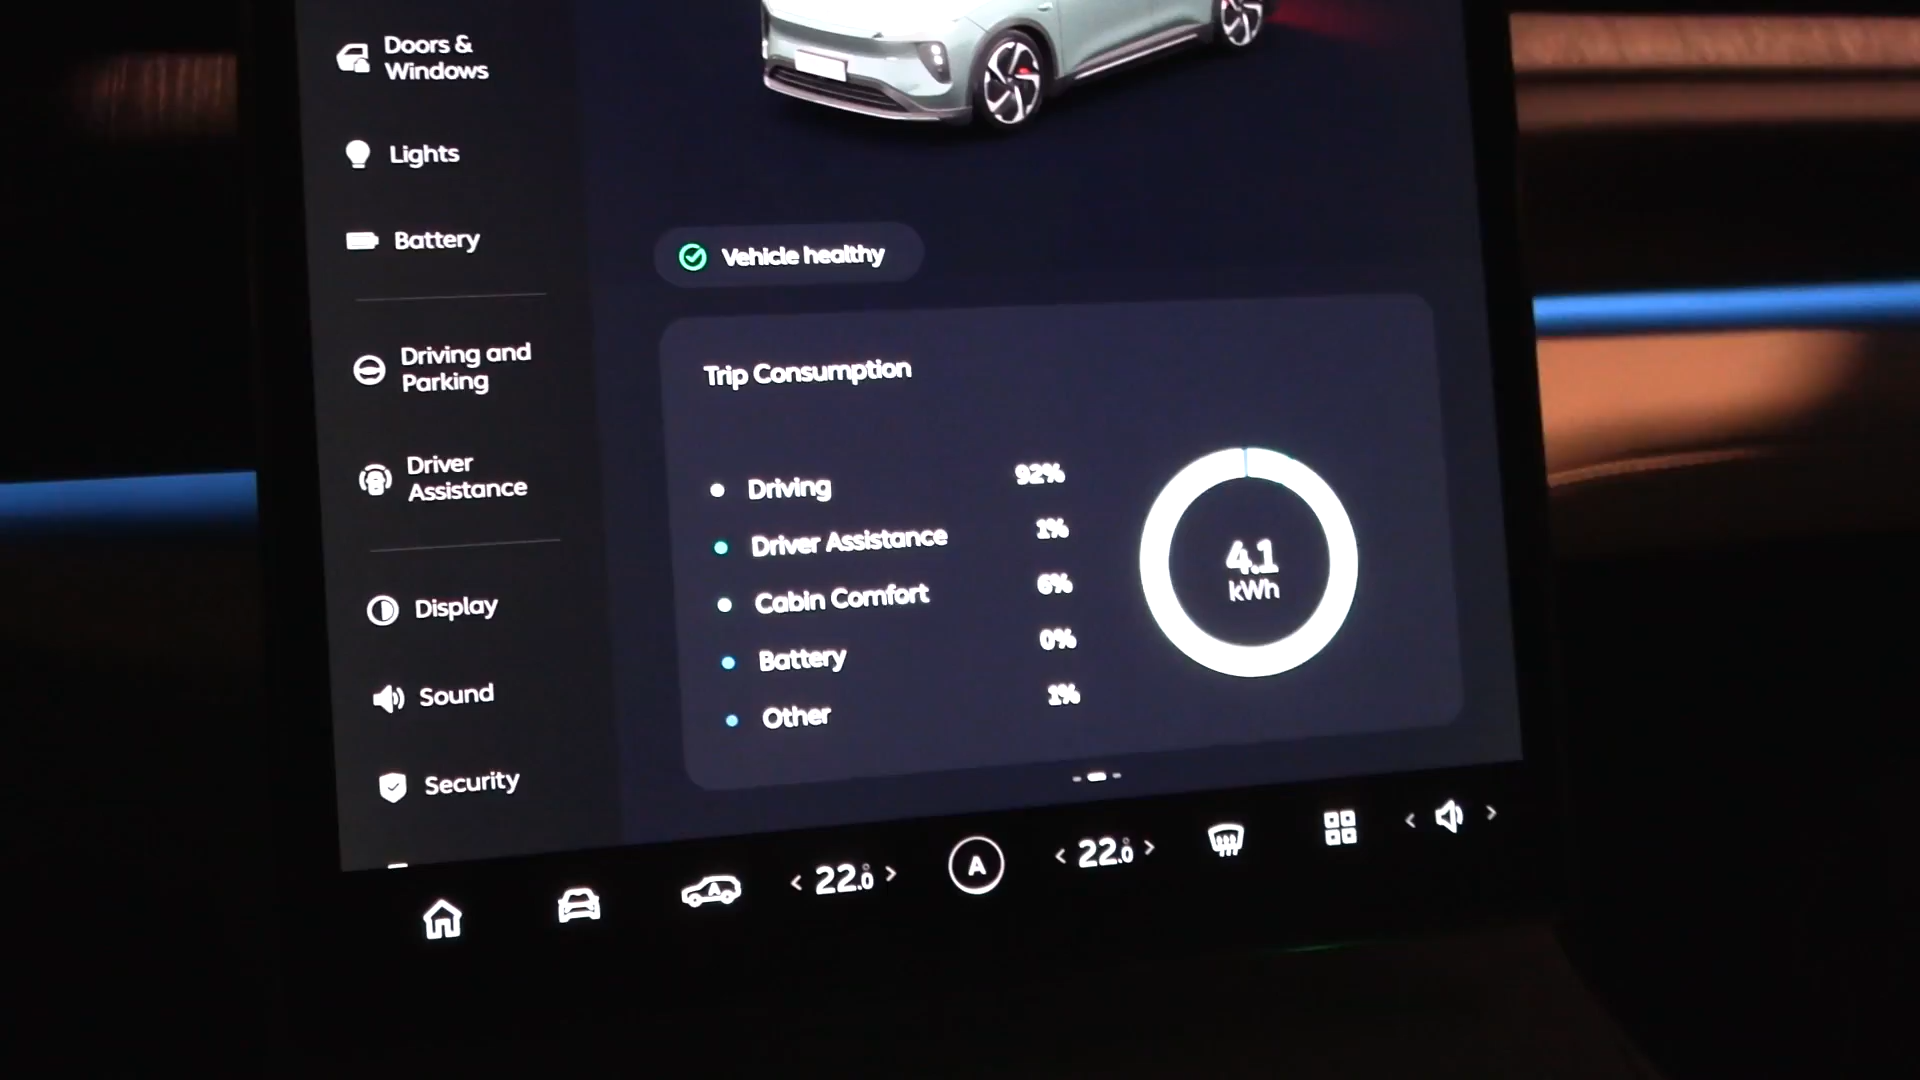 Doors &
Windows
Lights
Battery
Driving and
Parking
Driver
Assistance
Display
Sound
Security
Vehicle healthy
Trip Consumption
Driving 92%
Driver Assistance 1%
Cabin Comfort 6%
Battery 0%
Other 1%
4.1
kWh
A
< 22.0 >
A
< 22.0 >
< >